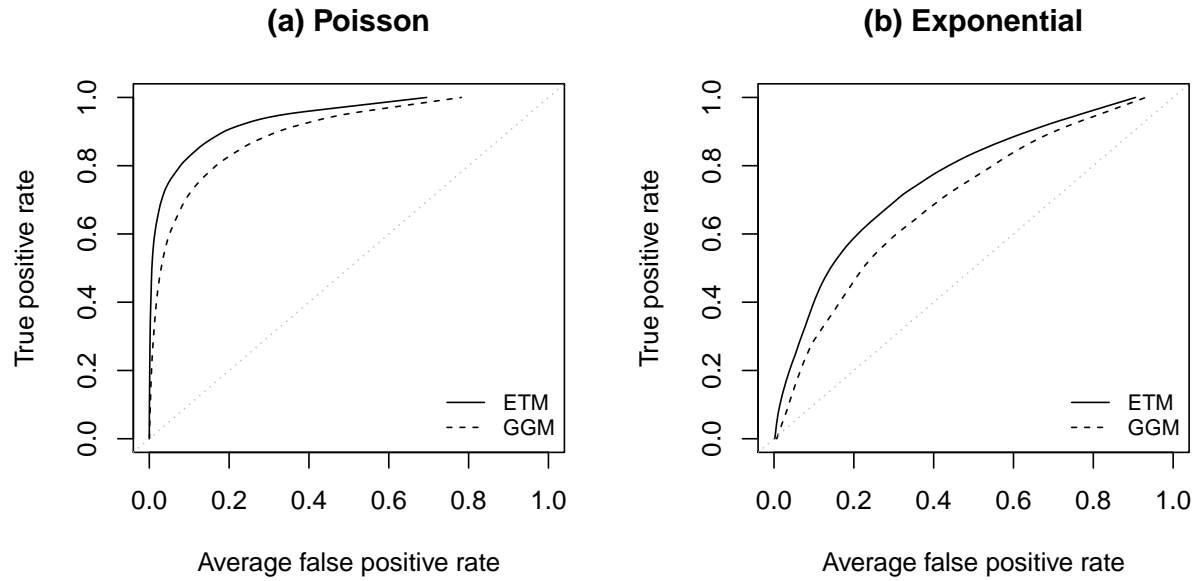 (a) Poisson
True positive rate
1.0
0.8
0.6
0.4
0.2
0.0
ETM
GGM
0.0 0.2 0.4 0.6 0.8 1.0
Average false positive rate
(b) Exponential
True positive rate
1.0
0.8
0.6
0.4
0.2
0.0
ETM
GGM
0.0 0.2 0.4 0.6 0.8 1.0
Average false positive rate